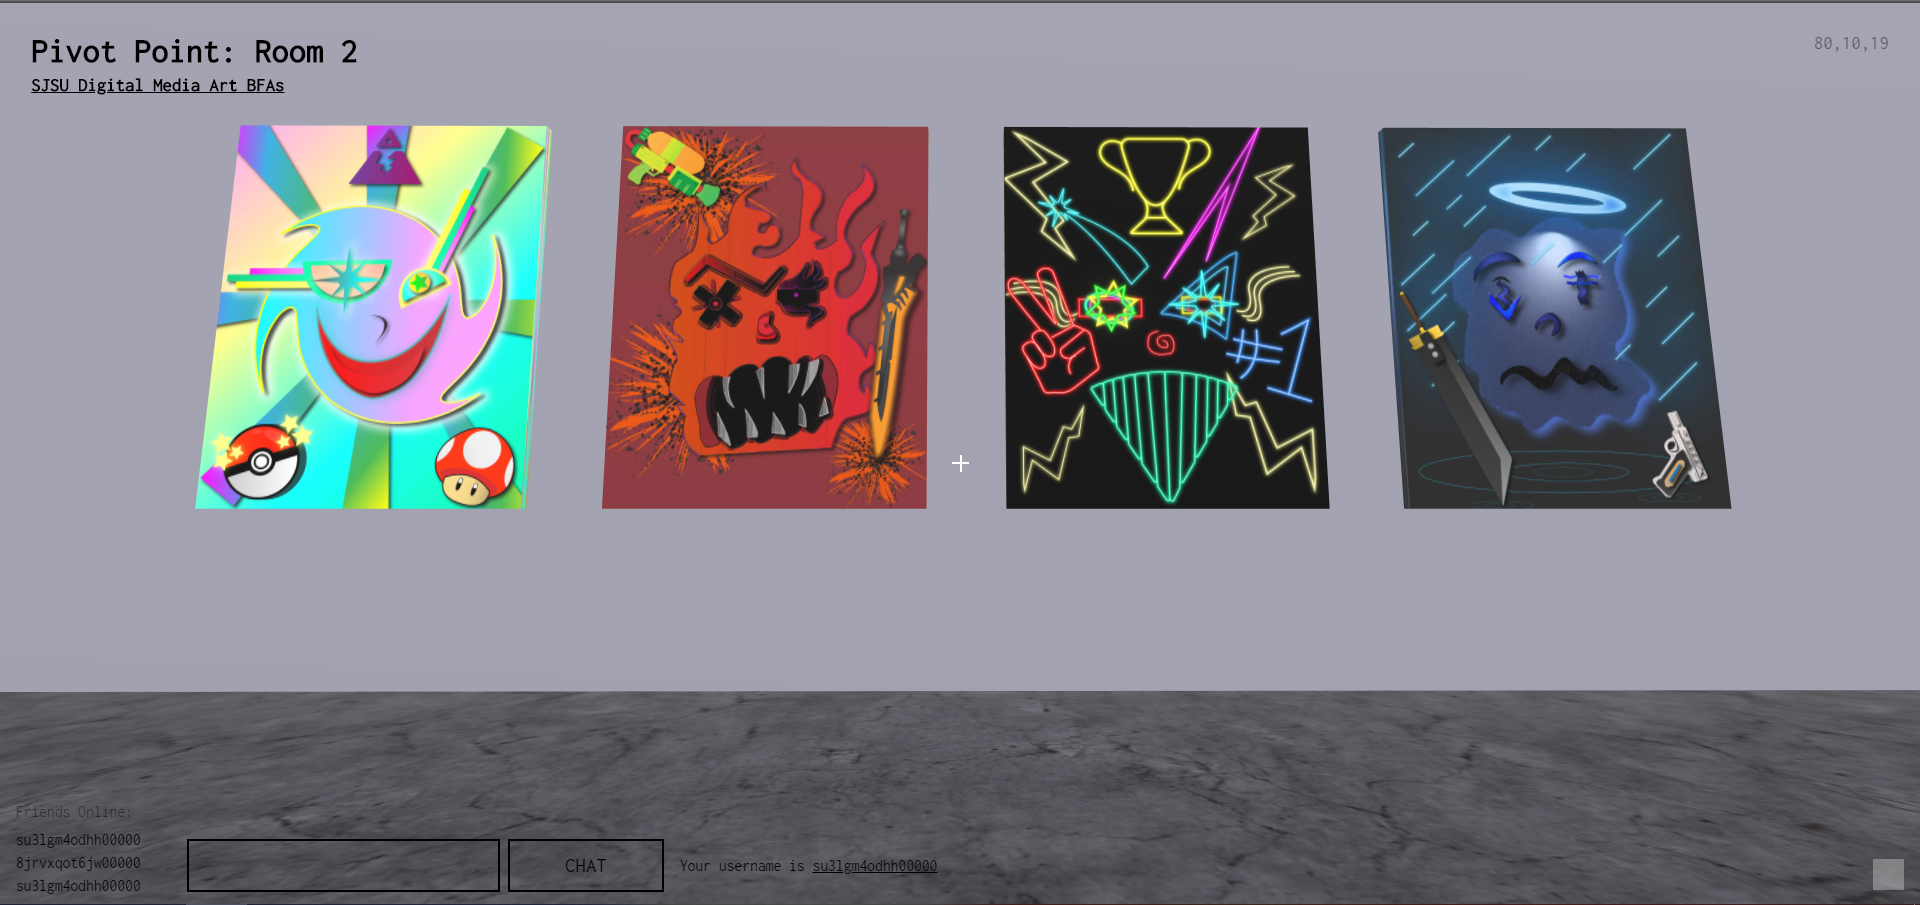 Pivot Point: Room 2
80,10,19
SJSU Digital Media Art BFAs
#1
Friends Online:
su3lgm4odhh00000
8jrvxqot6jw00000
su3lgm4odhh00000
CHAT
Your username is su3lgm4odhh00000